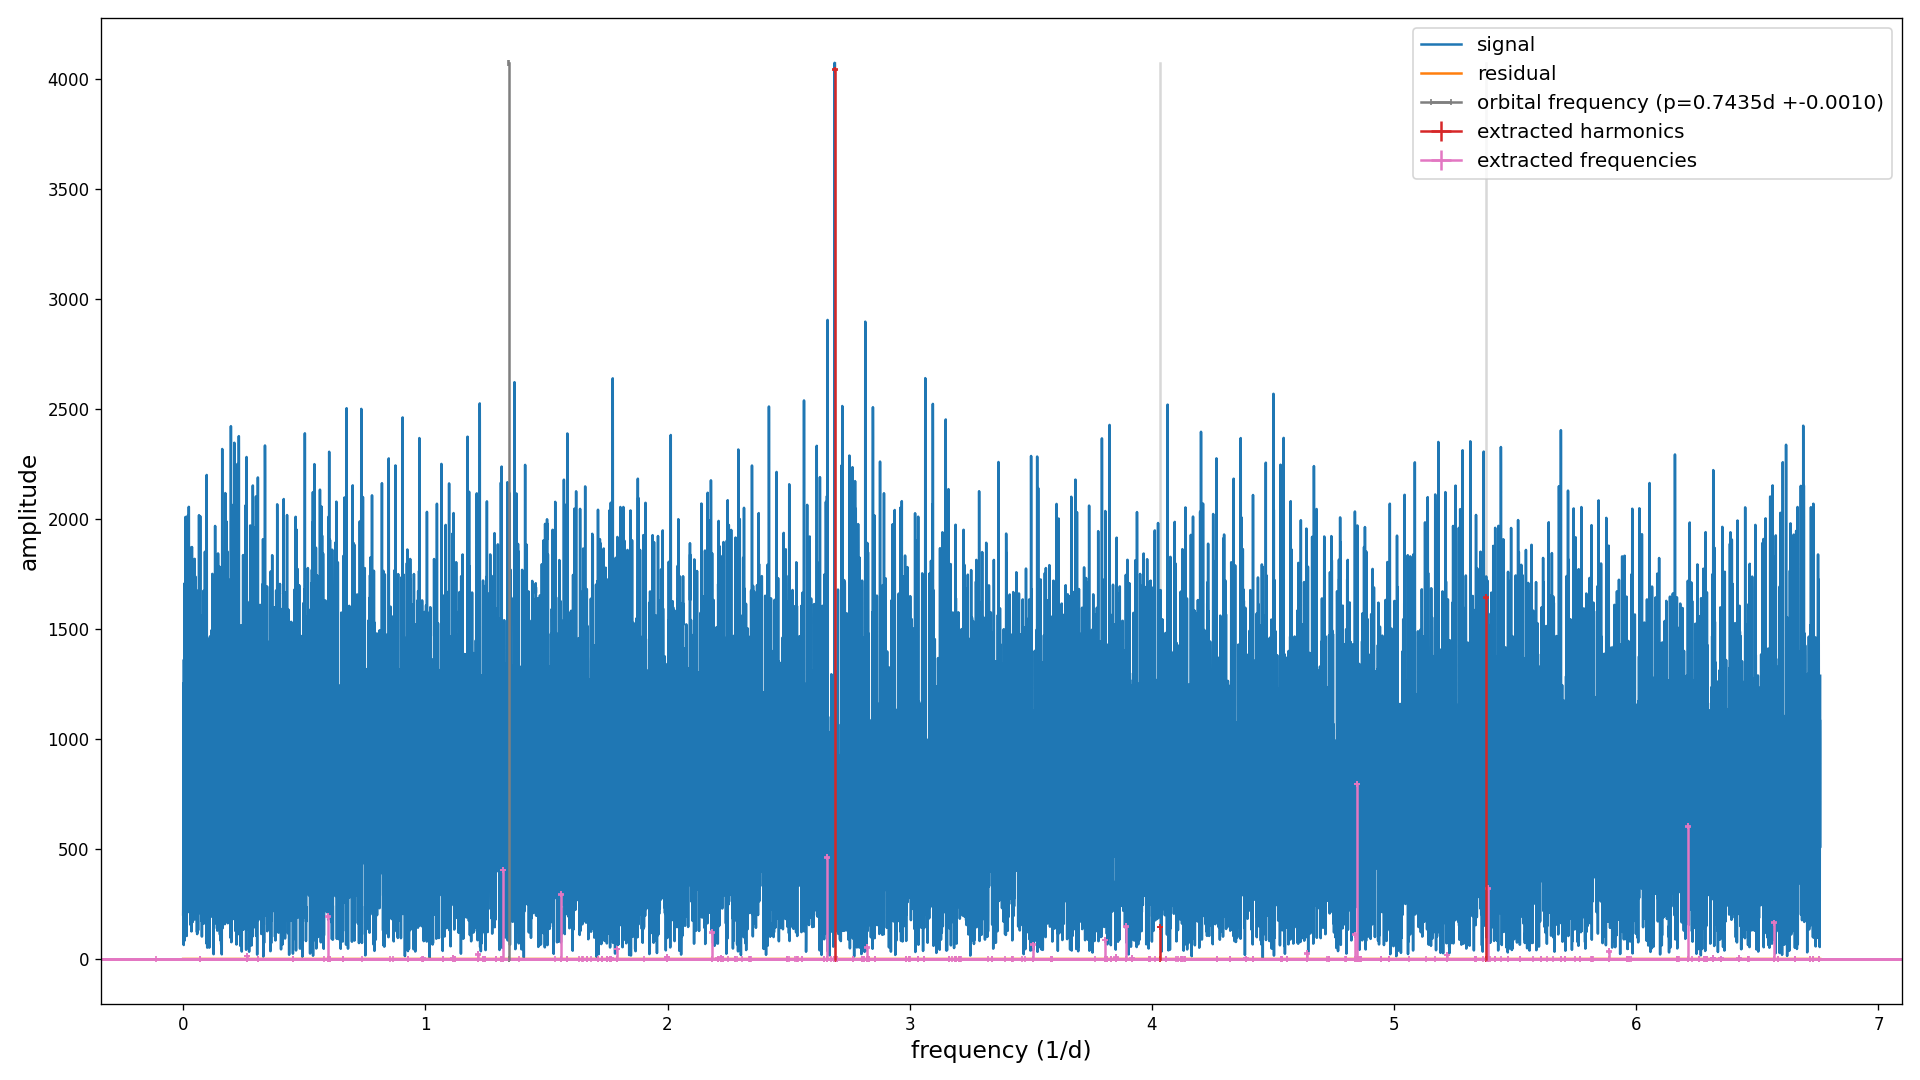 signal
residual
orbital frequency (p=0.7435d +-0.0010)
extracted harmonics
extracted frequencies
4000
3500
3000
2500
2000
1500
1000
500
0
amplitude
0 1 2 3 4 5 6 7
frequency (1/d)